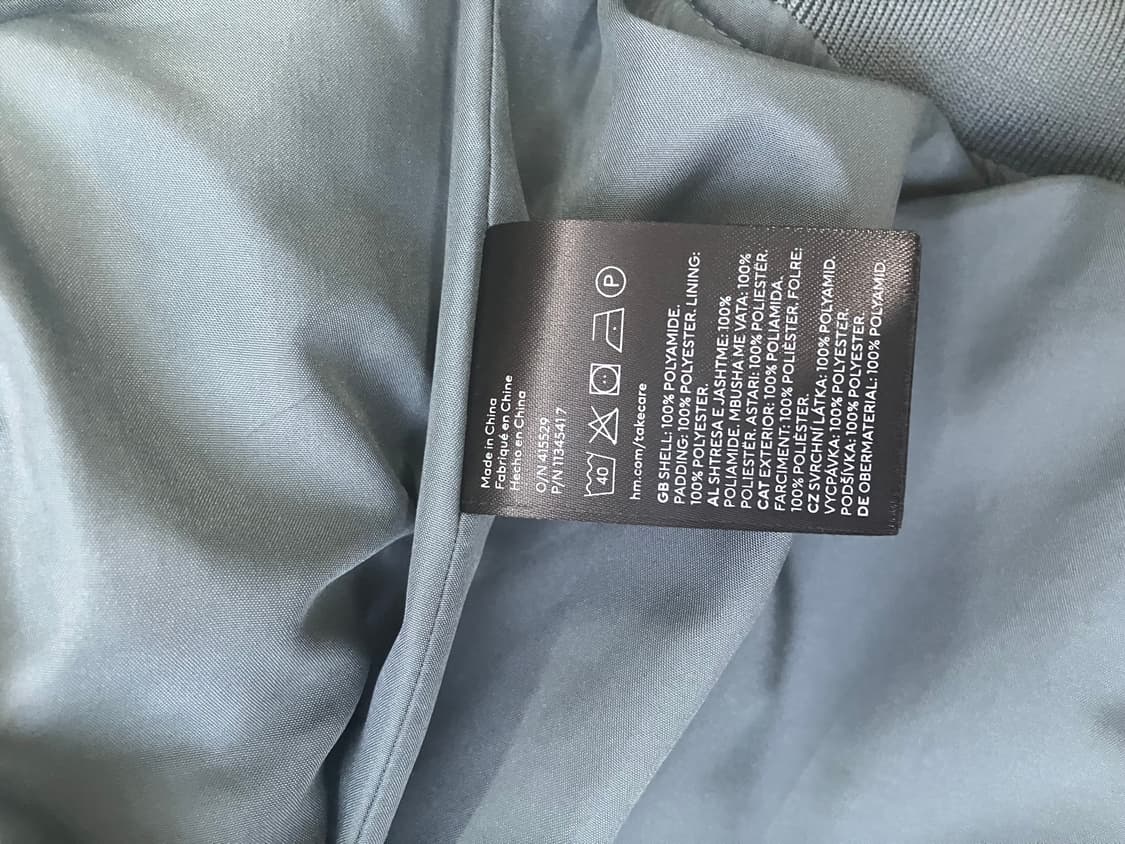 Made in China
Fabriqué en Chine
Hecho en China
O/N 415529
P/N 11345417
40
P
hm.com/takecare
GB SHELL: 100% POLYAMIDE.
PADDING: 100% POLYESTER. LINING:
100% POLYESTER.
AL SHTRESA E JASHTME: 100%
POLIAMIDE. MBUSHA ME VATA: 100%
POLIESTËR. ASTARI: 100% POLIESTËR.
CAT EXTERIOR: 100% POLIAMIDA.
FARCIMENT: 100% POLIÈSTER. FOLRE:
100% POLIÈSTER.
CZ SVRCHNÍ LÁTKA: 100% POLYAMID.
VYCPÁVKA: 100% POLYESTER.
PODŠÍVKA: 100% POLYESTER.
DE OBERMATERIAL: 100% POLYAMID.